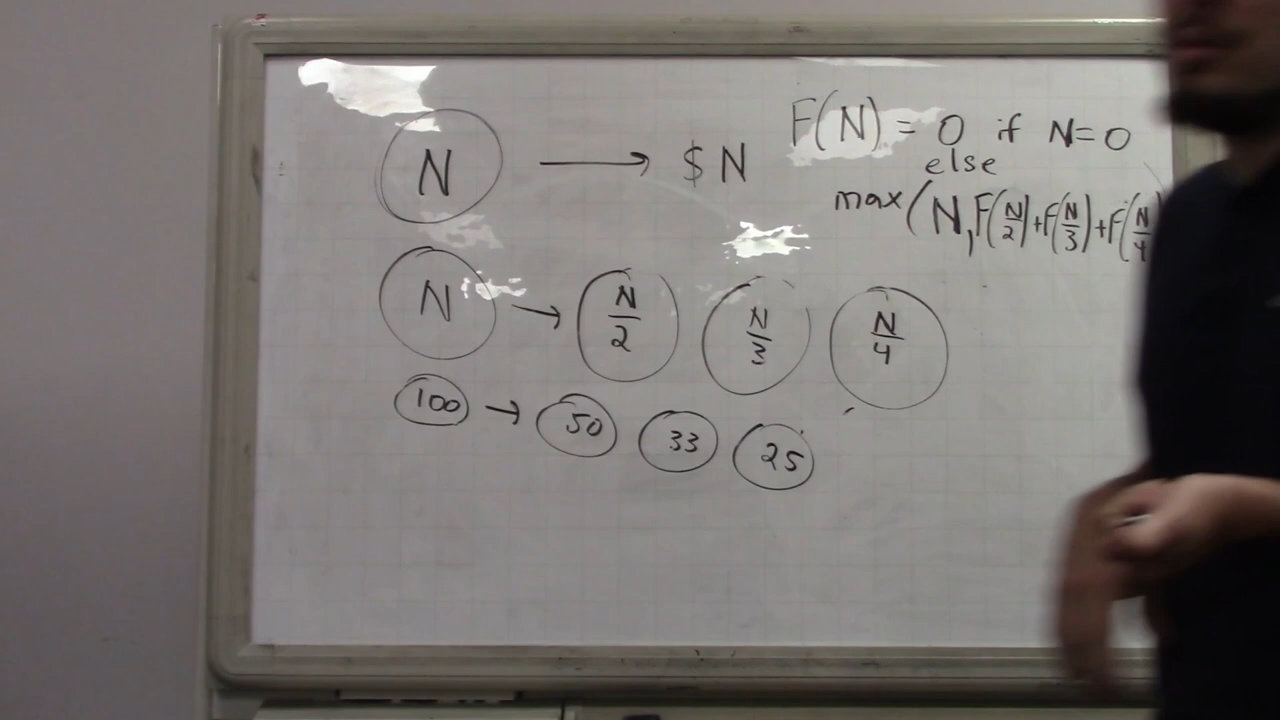 N → $ N
F(N) = 0 if N=0
else
max(N, F(N/2)+F(N/3)+F(N/4
N → N/2 N/3 N/4
100 → 50 33 25